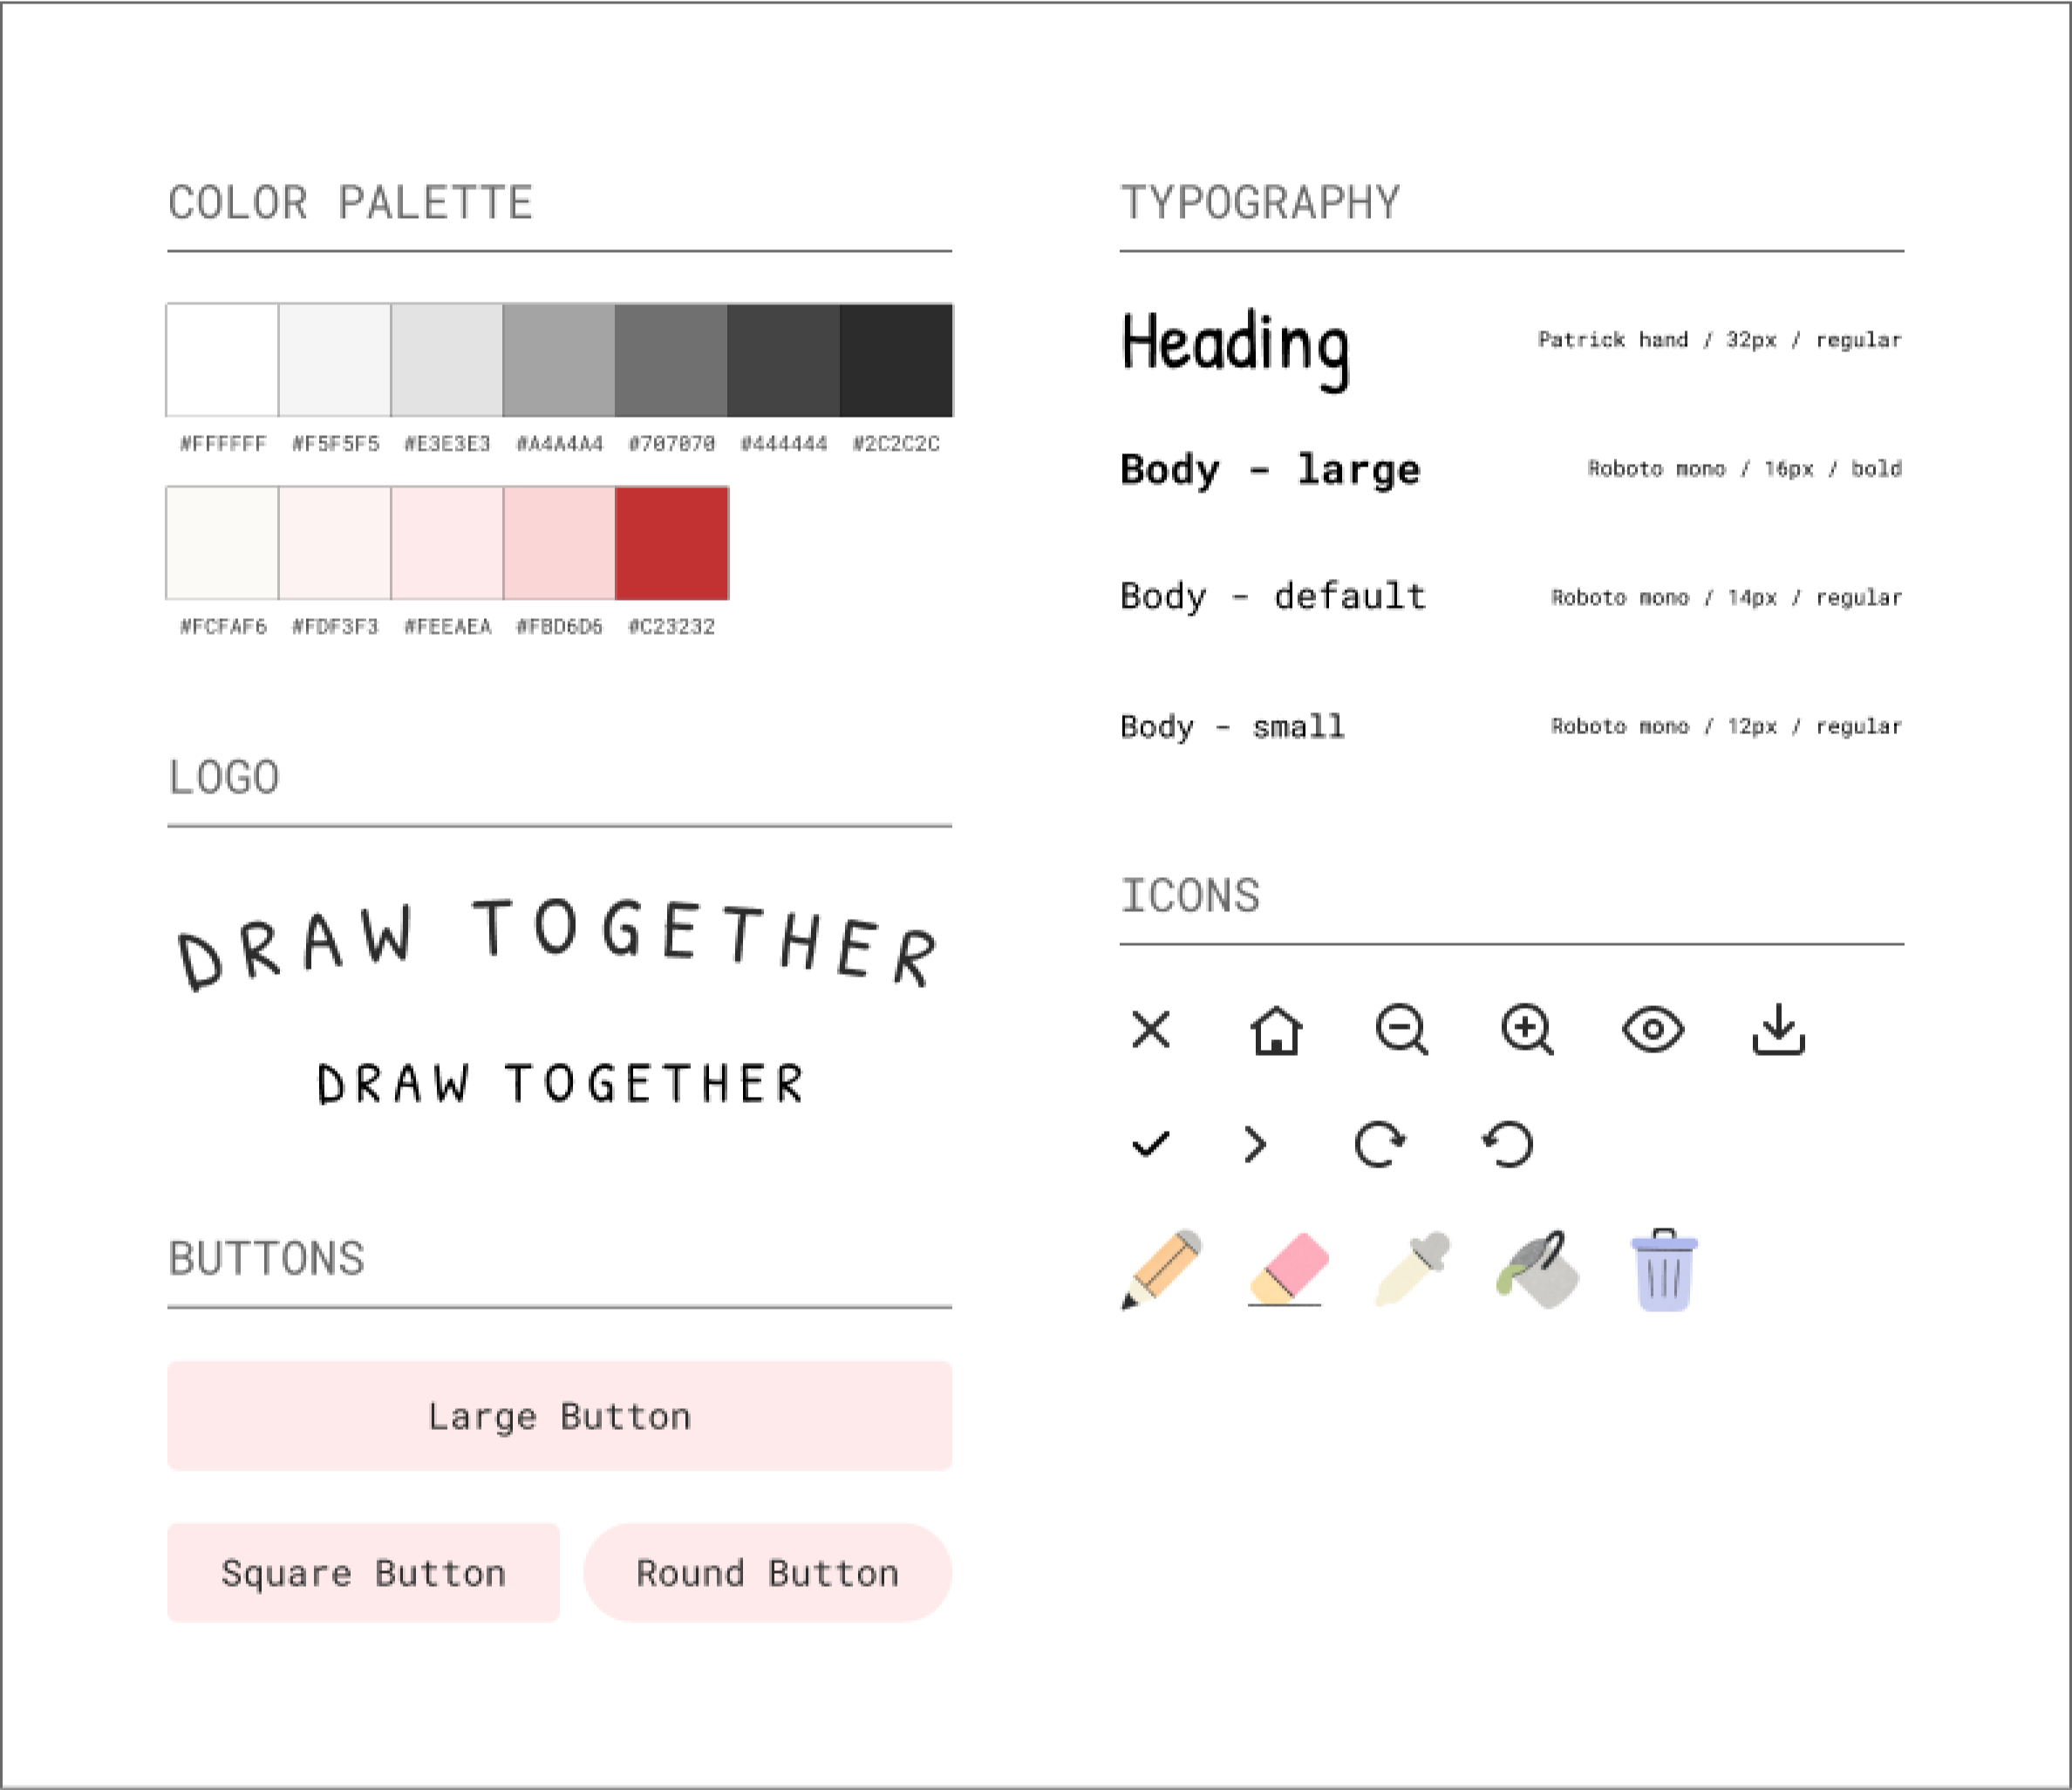 COLOR PALETTE
#FFFFFF #F5F5F5 #E3E3E3 #A4A4A4 #707070 #444444 #2C2C2C
#FCFAF6 #FDF3F3 #FEEAEA #FBD6D6 #C23232
LOGO
DRAW TOGETHER
DRAW TOGETHER
BUTTONS
Large Button
Square Button
Round Button
TYPOGRAPHY
Heading Patrick hand / 32px / regular
Body - large Roboto mono / 16px / bold
Body - default Roboto mono / 14px / regular
Body - small Roboto mono / 12px / regular
ICONS